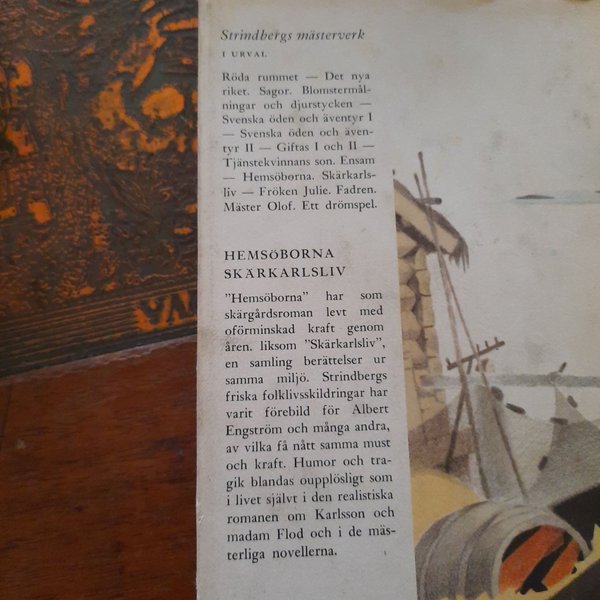 Strindbergs mästerverk
I URVAL
Röda rummet — Det nya
riket. Sagor. Blomstermål-
ningar och djurstycken —
Svenska öden och äventyr I
— Svenska öden och även-
tyr II — Giftas I och II —
Tjänstekvinnans son. Ensam
— Hemsöborna. Skärkarls-
liv — Fröken Julie. Fadren.
Mäster Olof. Ett drömspel.
HEMSÖBORNA
SKÄRKARLSLIV
"Hemsöborna" har som
skärgårdsroman levt med
oförminskad kraft genom
åren. liksom "Skärkarlsliv",
en samling berättelser ur
samma miljö. Strindbergs
friska folklivsskildringar har
varit förebild för Albert
Engström och många andra,
av vilka få nått samma must
och kraft. Humor och tra-
gik blandas oupplösligt som
i livet självt i den realistiska
romanen om Karlsson och
madam Flod och i de mäs-
terliga novellerna.